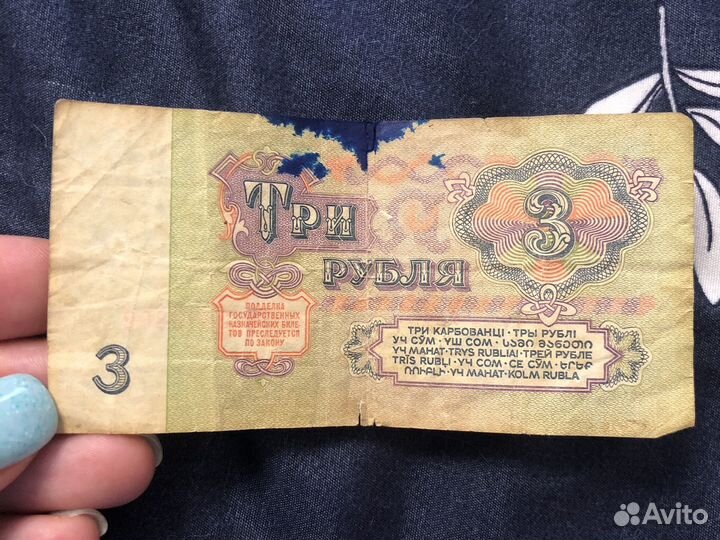 Три
РУБЛЯ
3
ПОДДЕЛКА
ГОСУДАРСТВЕННЫХ
КАЗНАЧЕЙСКИХ БИЛЕ-
ТОВ ПРЕСЛЕДУЕТСЯ
ПО ЗАКОНУ
ТРИ КАРБОВАНЦІ · ТРЫ РУБЛІ
УЧ СЎМ · ҮШ СОМ · ᲡᲐᲛᲘ ᲛᲐᲜᲔᲗᲘ
ҮЧ МАНАТ · TRYS RUBLIAI · ТРЕЙ РУБЛЕ
TRĪS RUBĻI · ҮЧ СОМ · СЕ СӮМ · ԵՐԵՔ
ՌՈՒԲԼԻ · ҮЧ МАНАТ · KOLM RUBLA
3
Avito